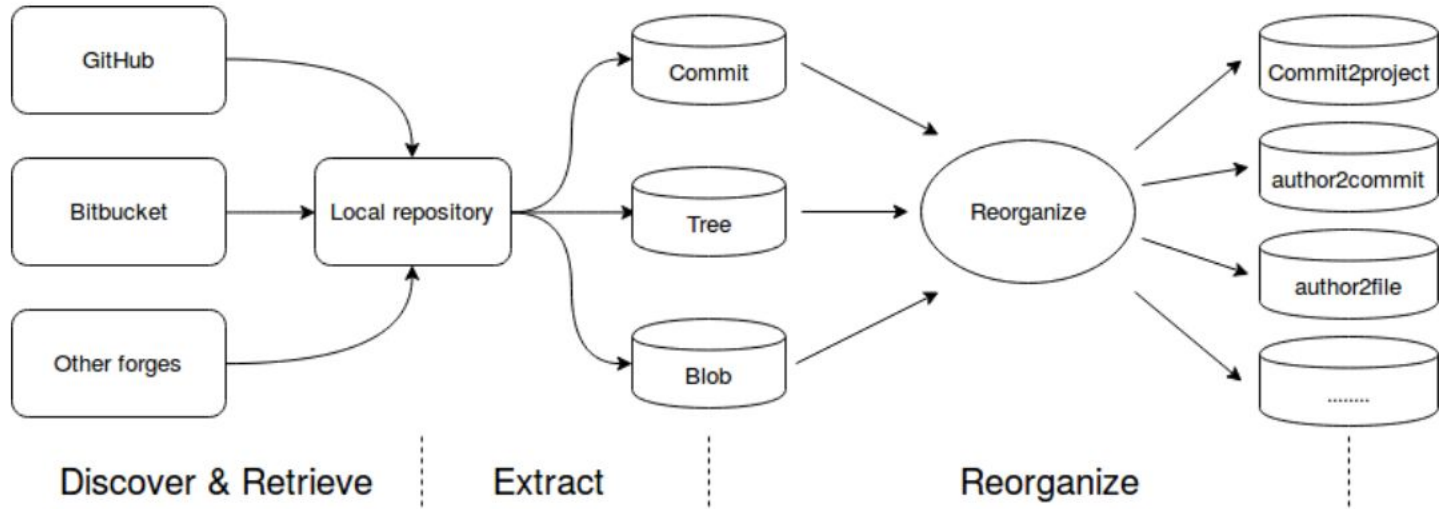 GitHub
Bitbucket
Other forges
Local repository
Commit
Tree
Blob
Reorganize
Commit2project
author2commit
author2file
........
Discover & Retrieve
Extract
Reorganize